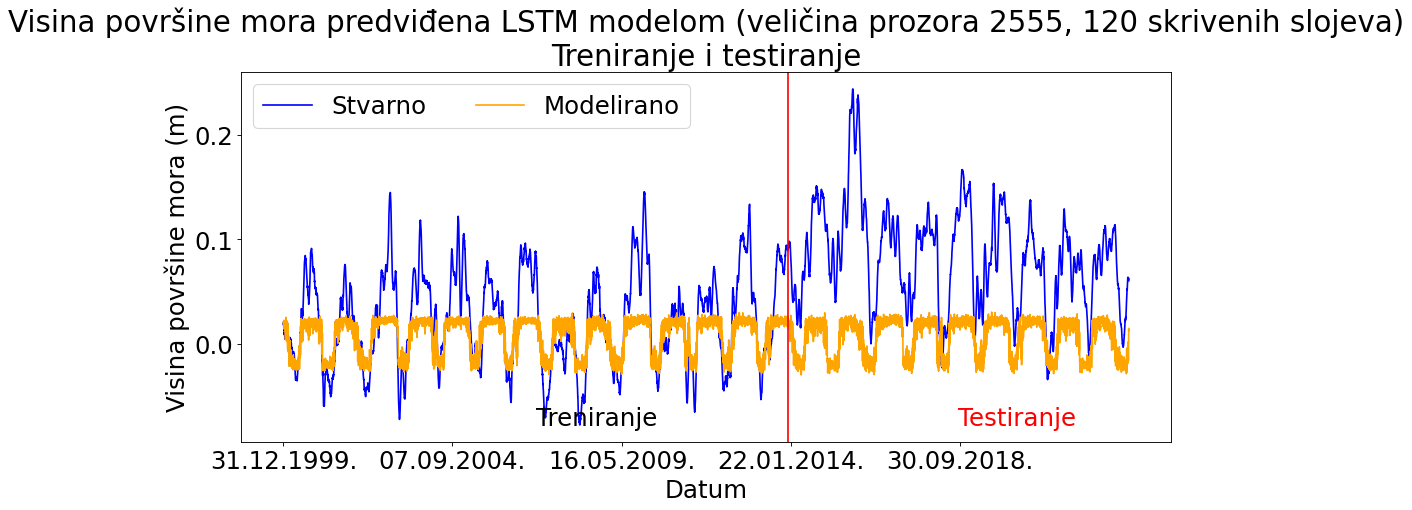 Visina površine mora predviđena LSTM modelom (veličina prozora 2555, 120 skrivenih slojeva)
Treniranje i testiranje
Stvarno Modelirano
Visina površine mora (m)
0.2
0.1
0.0
Treniranje Testiranje
31.12.1999. 07.09.2004. 16.05.2009. 22.01.2014. 30.09.2018.
Datum